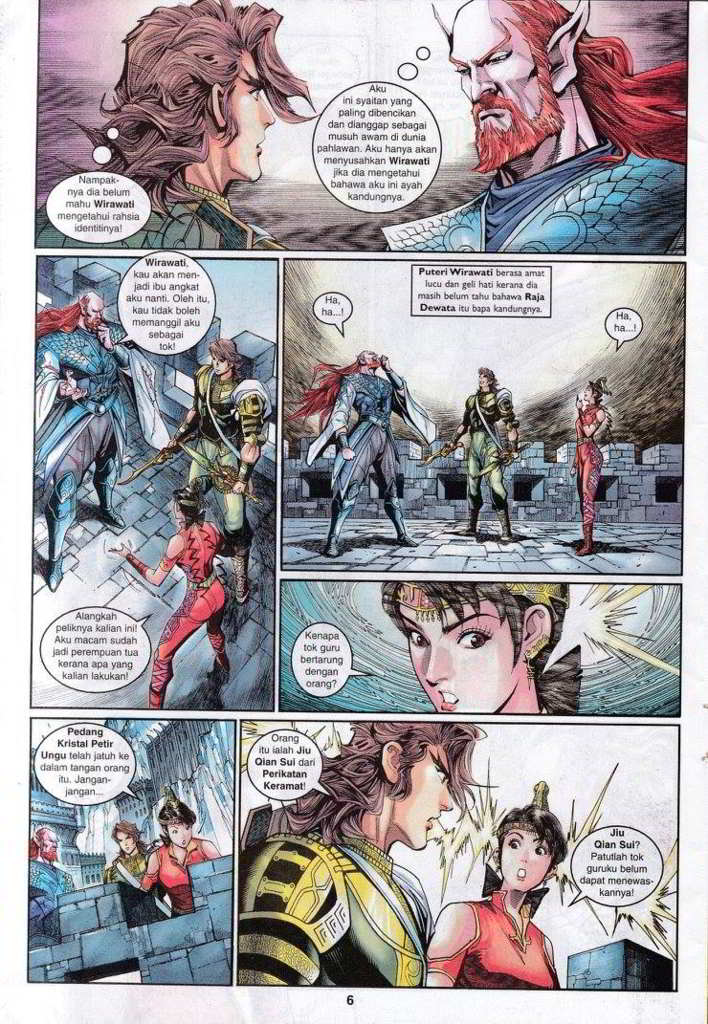 Nampak-
nya dia belum
mahu Wirawati
mengetahui rahsia
identitinya!
Aku
ini syaitan yang
paling dibencikan
dan dianggap sebagai
musuh awam di dunia
pahlawan. Aku hanya akan
menyusahkan Wirawati
jika dia mengetahui
bahawa aku ini ayah
kandungnya.
Wirawati,
kau akan men-
jadi ibu angkat
aku nanti. Oleh itu,
kau tidak boleh
memanggil aku
sebagai
tok!
Alangkah
peliknya kalian ini!
Aku macam sudah
jadi perempuan tua
kerana apa yang
kalian lakukan!
Puteri Wirawati berasa amat
lucu dan geli hati kerana dia
masih belum tahu bahawa Raja
Dewata itu bapa kandungnya.
Ha,
ha...!
Ha,
ha...!
Kenapa
tok guru
bertarung
dengan
orang?
Pedang
Kristal Petir
Ungu telah jatuh ke
dalam tangan orang
itu. Jangan-
jangan...
Orang
itu ialah Jiu
Qian Sui dari
Perikatan
Keramat!
Jiu
Qian Sui?
Patutlah tok
guruku belum
dapat menewas-
kannya!
6